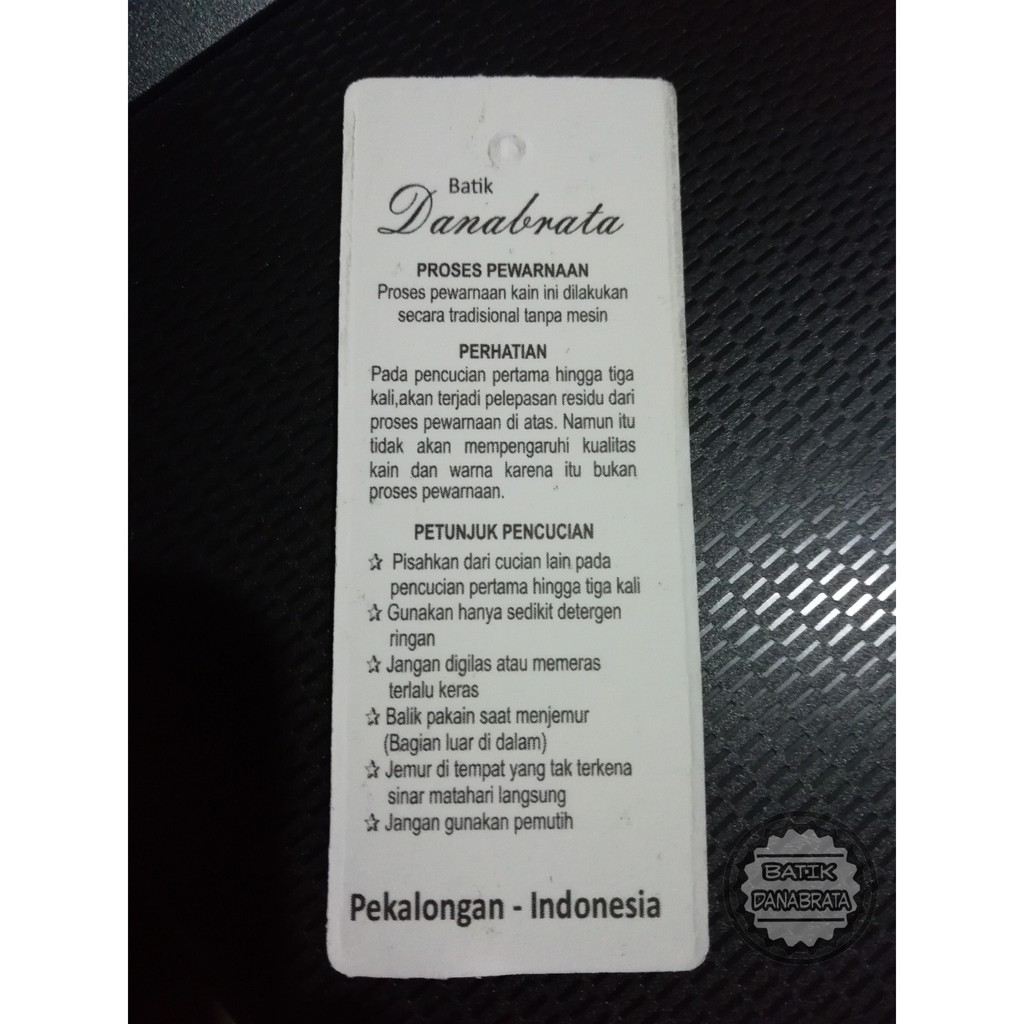 Batik
Danabrata
PROSES PEWARNAAN
Proses pewarnaan kain ini dilakukan
secara tradisional tanpa mesin
PERHATIAN
Pada pencucian pertama hingga tiga
kali,akan terjadi pelepasan residu dari
proses pewarnaan di atas. Namun itu
tidak akan mempengaruhi kualitas
kain dan warna karena itu bukan
proses pewarnaan.
PETUNJUK PENCUCIAN
☆ Pisahkan dari cucian lain pada
pencucian pertama hingga tiga kali
☆ Gunakan hanya sedikit detergen
ringan
☆ Jangan digilas atau memeras
terlalu keras
☆ Balik pakain saat menjemur
(Bagian luar di dalam)
☆ Jemur di tempat yang tak terkena
sinar matahari langsung
☆ Jangan gunakan pemutih
Pekalongan - Indonesia
BATIK
DANABRATA